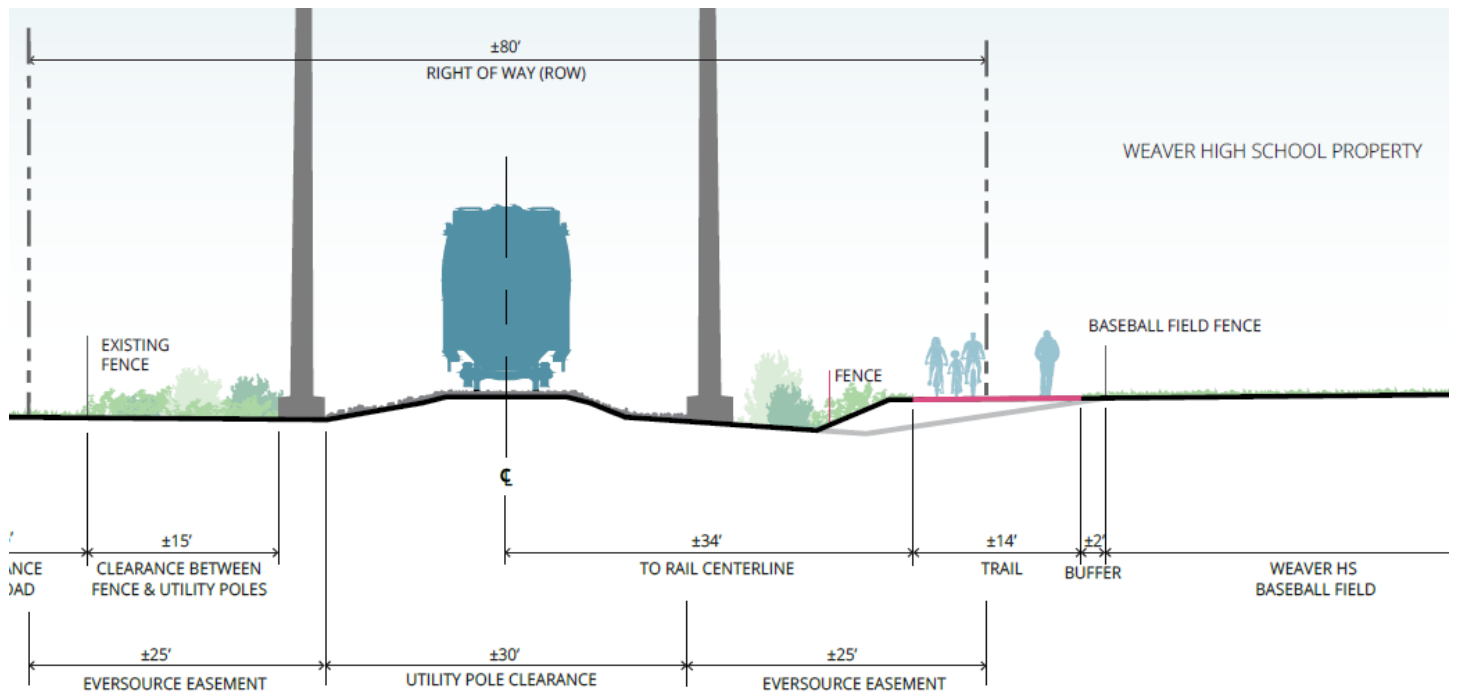 ±80’
RIGHT OF WAY (ROW)
WEAVER HIGH SCHOOL PROPERTY
EXISTING
FENCE
BASEBALL FIELD FENCE
FENCE
℄
±15’
±34’
±14’
±2’
CLEARANCE BETWEEN
FENCE & UTILITY POLES
TO RAIL CENTERLINE
TRAIL
BUFFER
WEAVER HS
BASEBALL FIELD
±25’
±30’
±25’
EVERSOURCE EASEMENT
UTILITY POLE CLEARANCE
EVERSOURCE EASEMENT